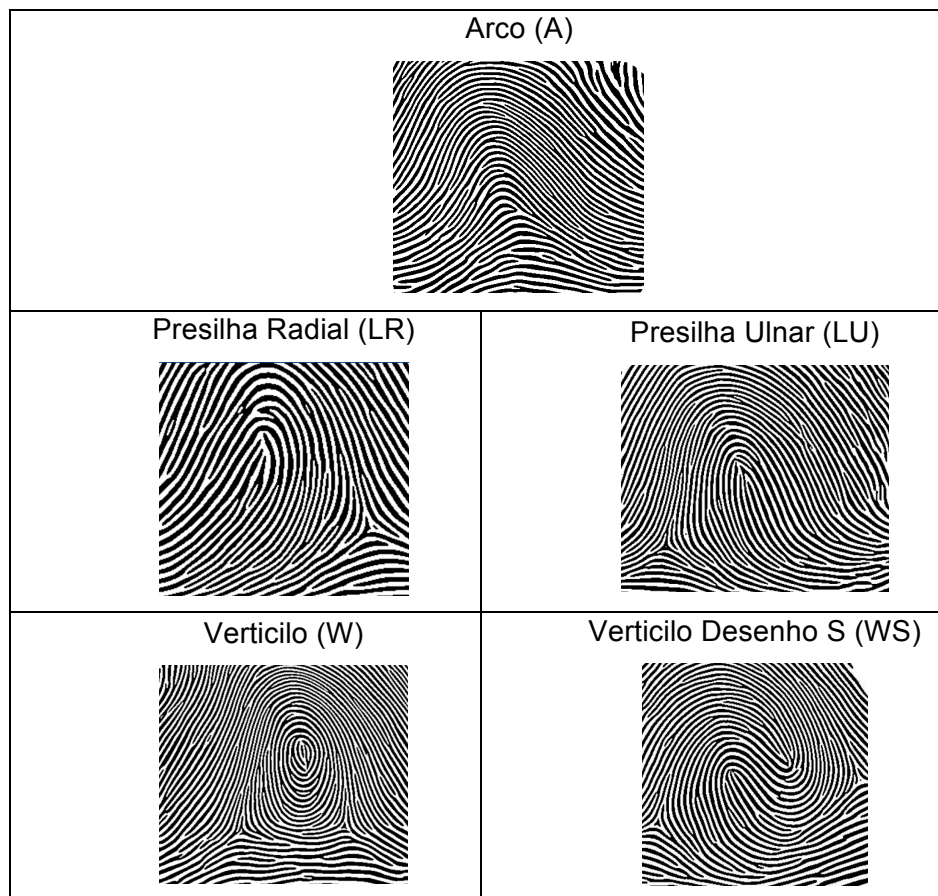 Arco (A)
Presilha Radial (LR)
Presilha Ulnar (LU)
Verticilo (W)
Verticilo Desenho S (WS)